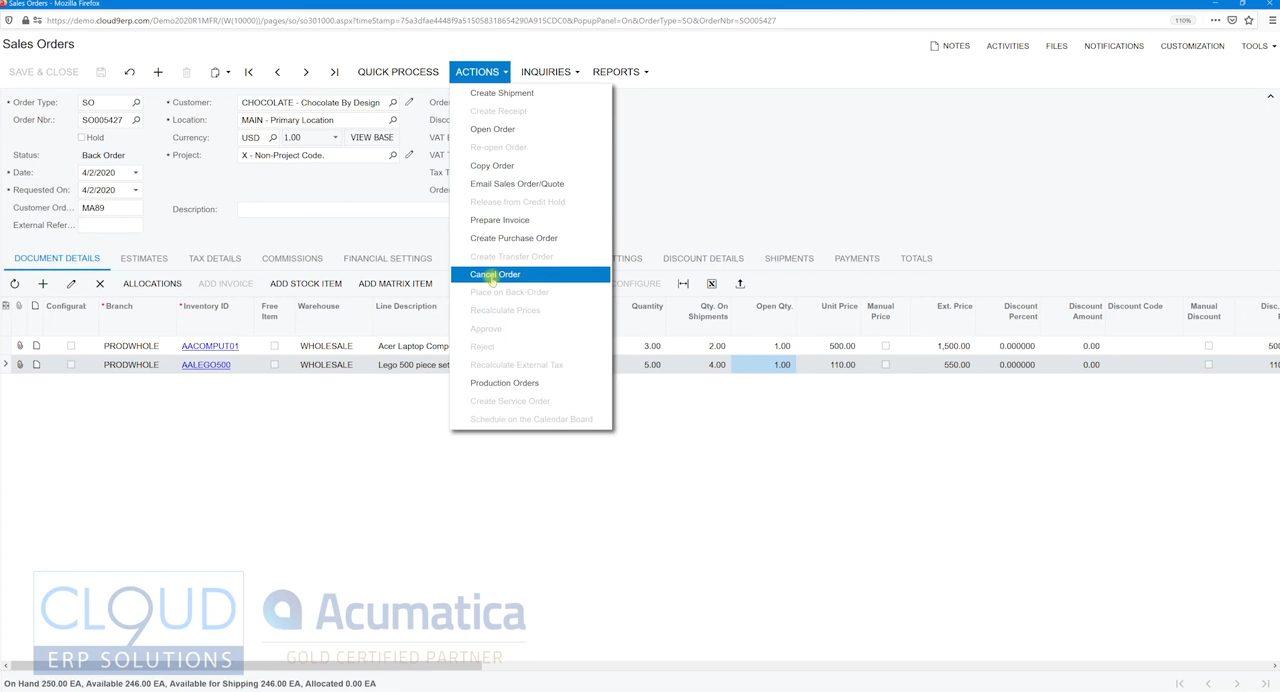 Sales Orders - Mozilla Firefox
https://demo.cloud9erp.com/Demo2020R1MFR/(W(10000))/pages/so/so301000.aspx?timeStamp=75a3dfae4448f9a515058318654290A915CDC0&PopupPanel=On&OrderType=SO&OrderNbr=SO005427 110%
Sales Orders NOTES ACTIVITIES FILES NOTIFICATIONS CUSTOMIZATION TOOLS
SAVE & CLOSE QUICK PROCESS ACTIONS INQUIRIES REPORTS
Create Shipment
Create Receipt
Open Order
Re-open Order
Copy Order
Email Sales Order/Quote
Release from Credit Hold
Prepare Invoice
Create Purchase Order
Create Transfer Order
Cancel Order
Place on Back-Order
Recalculate Prices
Approve
Reject
Recalculate External Tax
Production Orders
Create Service Order
Schedule on the Calendar Board
Order Type: SO Customer: CHOCOLATE - Chocolate By Design
Order Nbr.: SO005427 Location: MAIN - Primary Location
Hold Currency: USD 1.00 VIEW BASE
Status: Back Order Project: X - Non-Project Code.
Date: 4/2/2020
Requested On: 4/2/2020
Customer Ord... MA89 Description:
External Refer...
DOCUMENT DETAILS ESTIMATES TAX DETAILS COMMISSIONS FINANCIAL SETTINGS TTINGS DISCOUNT DETAILS SHIPMENTS PAYMENTS TOTALS
ALLOCATIONS ADD INVOICE ADD STOCK ITEM ADD MATRIX ITEM CONFIGURE
Configurat Branch Inventory ID Free Item Warehouse Line Description Quantity Qty. On Shipments Open Qty. Unit Price Manual Price Ext. Price Discount Percent Discount Amount Discount Code Manual Discount Disc.
PRODWHOLE AACOMPUT01 WHOLESALE Acer Laptop Comp 3.00 2.00 1.00 500.00 1,500.00 0.000000 0.00
PRODWHOLE AALEGO500 WHOLESALE Lego 500 piece set 5.00 4.00 1.00 110.00 550.00 0.000000 0.00
CLOUD9
ERP SOLUTIONS
Acumatica
GOLD CERTIFIED PARTNER
On Hand 250.00 EA, Available 246.00 EA, Available for Shipping 246.00 EA, Allocated 0.00 EA